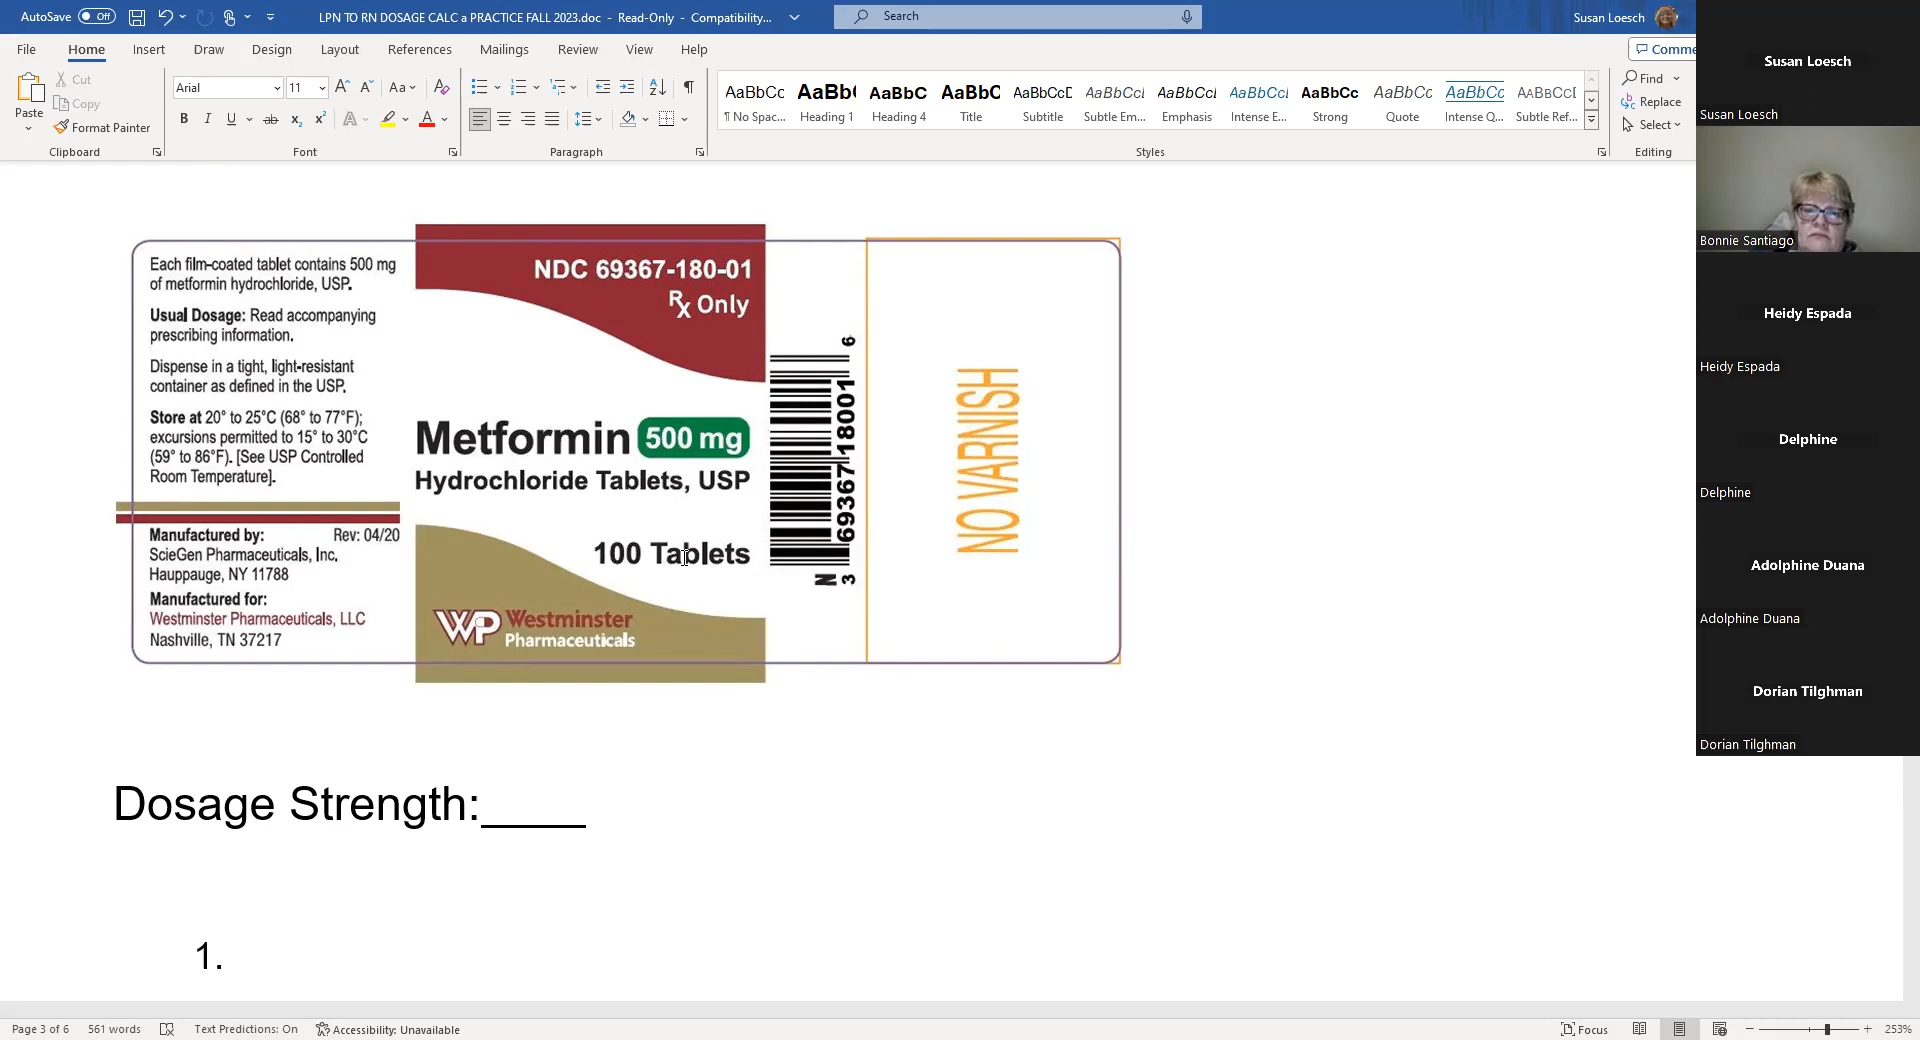 AutoSave Off LPN TO RN DOSAGE CALC a PRACTICE FALL 2023.doc - Read-Only - Compatibility... Search Susan Loesch
File Home Insert Draw Design Layout References Mailings Review View Help Comme
Paste Cut
Copy
Format Painter
Clipboard
Arial 11 Aa
B I U ab x₂ x² A A
Font
Paragraph
AaBbCc AaBb( AaBbC AaBbC AaBbCcD AaBbCcL AaBbCcL AaBbCcL AaBbCc AaBbCc AaBbCc AABBCCD
¶ No Spac... Heading 1 Heading 4 Title Subtitle Subtle Em... Emphasis Intense E... Strong Quote Intense Q... Subtle Ref...
Styles
Find
Replace
Select
Editing
Each film-coated tablet contains 500 mg
of metformin hydrochloride, USP.
Usual Dosage: Read accompanying
prescribing information.
Dispense in a tight, light-resistant
container as defined in the USP.
Store at 20° to 25°C (68° to 77°F);
excursions permitted to 15° to 30°C
(59° to 86°F). [See USP Controlled
Room Temperature].
Manufactured by: Rev: 04/20
ScieGen Pharmaceuticals, Inc.
Hauppauge, NY 11788
Manufactured for:
Westminster Pharmaceuticals, LLC
Nashville, TN 37217
NDC 69367-180-01
Rx Only
Metformin 500 mg
Hydrochloride Tablets, USP
100 Tablets
WP Westminster
Pharmaceuticals
N 3 6936718001 6
NO VARNISH
Dosage Strength:____
1.
Susan Loesch
Susan Loesch
Bonnie Santiago
Heidy Espada
Heidy Espada
Delphine
Delphine
Adolphine Duana
Adolphine Duana
Dorian Tilghman
Dorian Tilghman
Page 3 of 6 561 words Text Predictions: On Accessibility: Unavailable Focus 253%